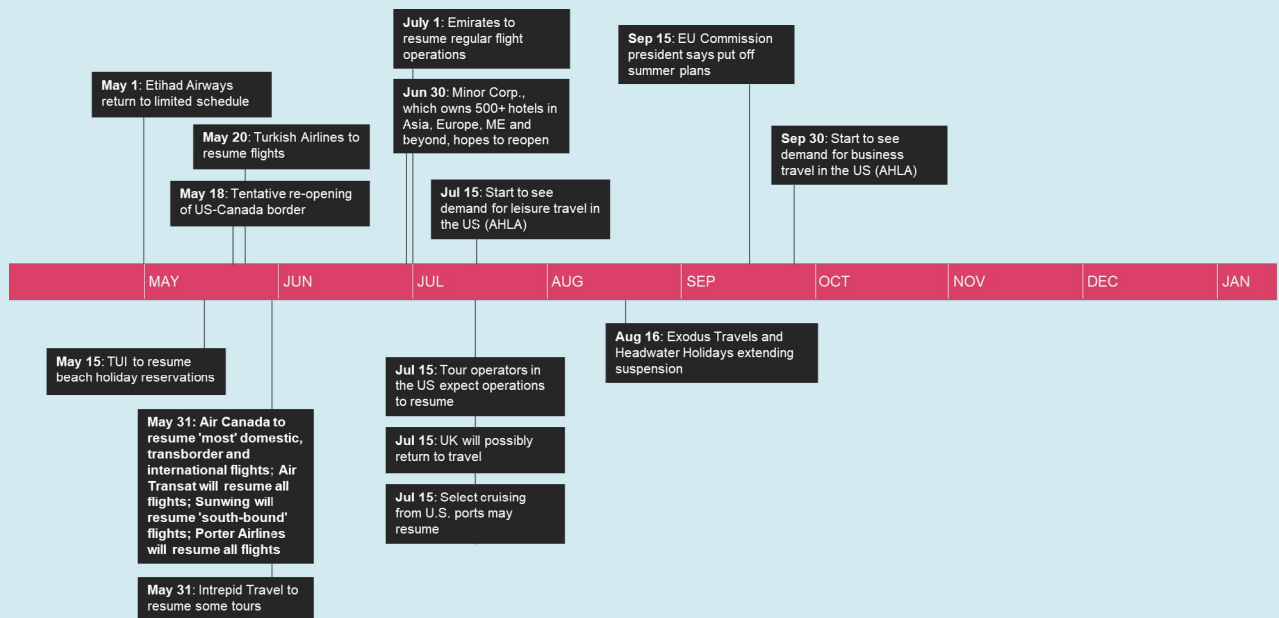 July 1: Emirates to
resume regular flight
operations
Sep 15: EU Commission
president says put off
summer plans
May 1: Etihad Airways
return to limited schedule
Jun 30: Minor Corp.,
which owns 500+ hotels in
Asia, Europe, ME and
beyond, hopes to reopen
May 20: Turkish Airlines to
resume flights
Sep 30: Start to see
demand for business
travel in the US (AHLA)
May 18: Tentative re-opening
of US-Canada border
Jul 15: Start to see
demand for leisure travel in
the US (AHLA)
MAY JUN JUL AUG SEP OCT NOV DEC JAN
May 15: TUI to resume
beach holiday reservations
Aug 16: Exodus Travels and
Headwater Holidays extending
suspension
Jul 15: Tour operators in
the US expect operations
to resume
May 31: Air Canada to
resume 'most' domestic,
transborder and
international flights; Air
Transat will resume all
flights; Sunwing will
resume 'south-bound'
flights; Porter Airlines
will resume all flights
Jul 15: UK will possibly
return to travel
Jul 15: Select cruising
from U.S. ports may
resume
May 31: Intrepid Travel to
resume some tours